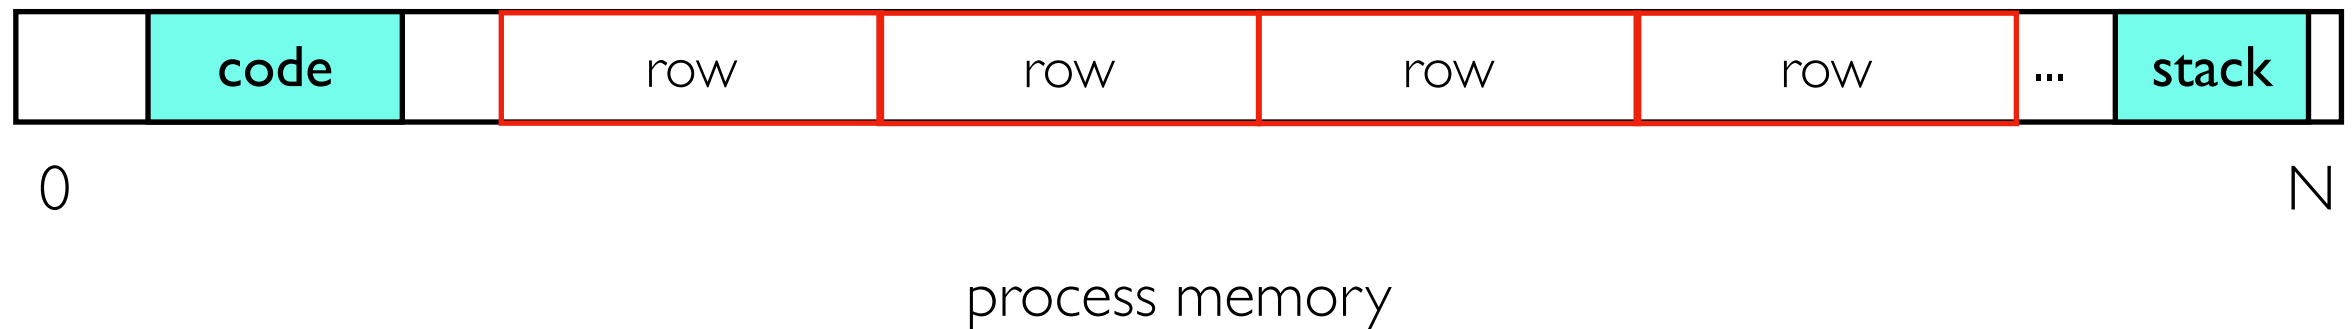 code row row row row ... stack
0 N
process memory